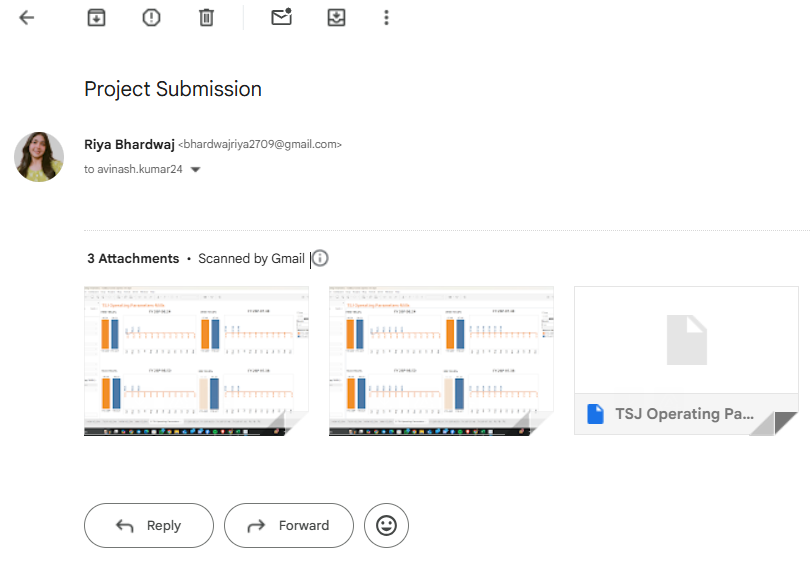 Project Submission
Riya Bhardwaj <bhardwajriya2709@gmail.com>
to avinash.kumar24
3 Attachments • Scanned by Gmail
TSJ Operating Pa...
Reply
Forward